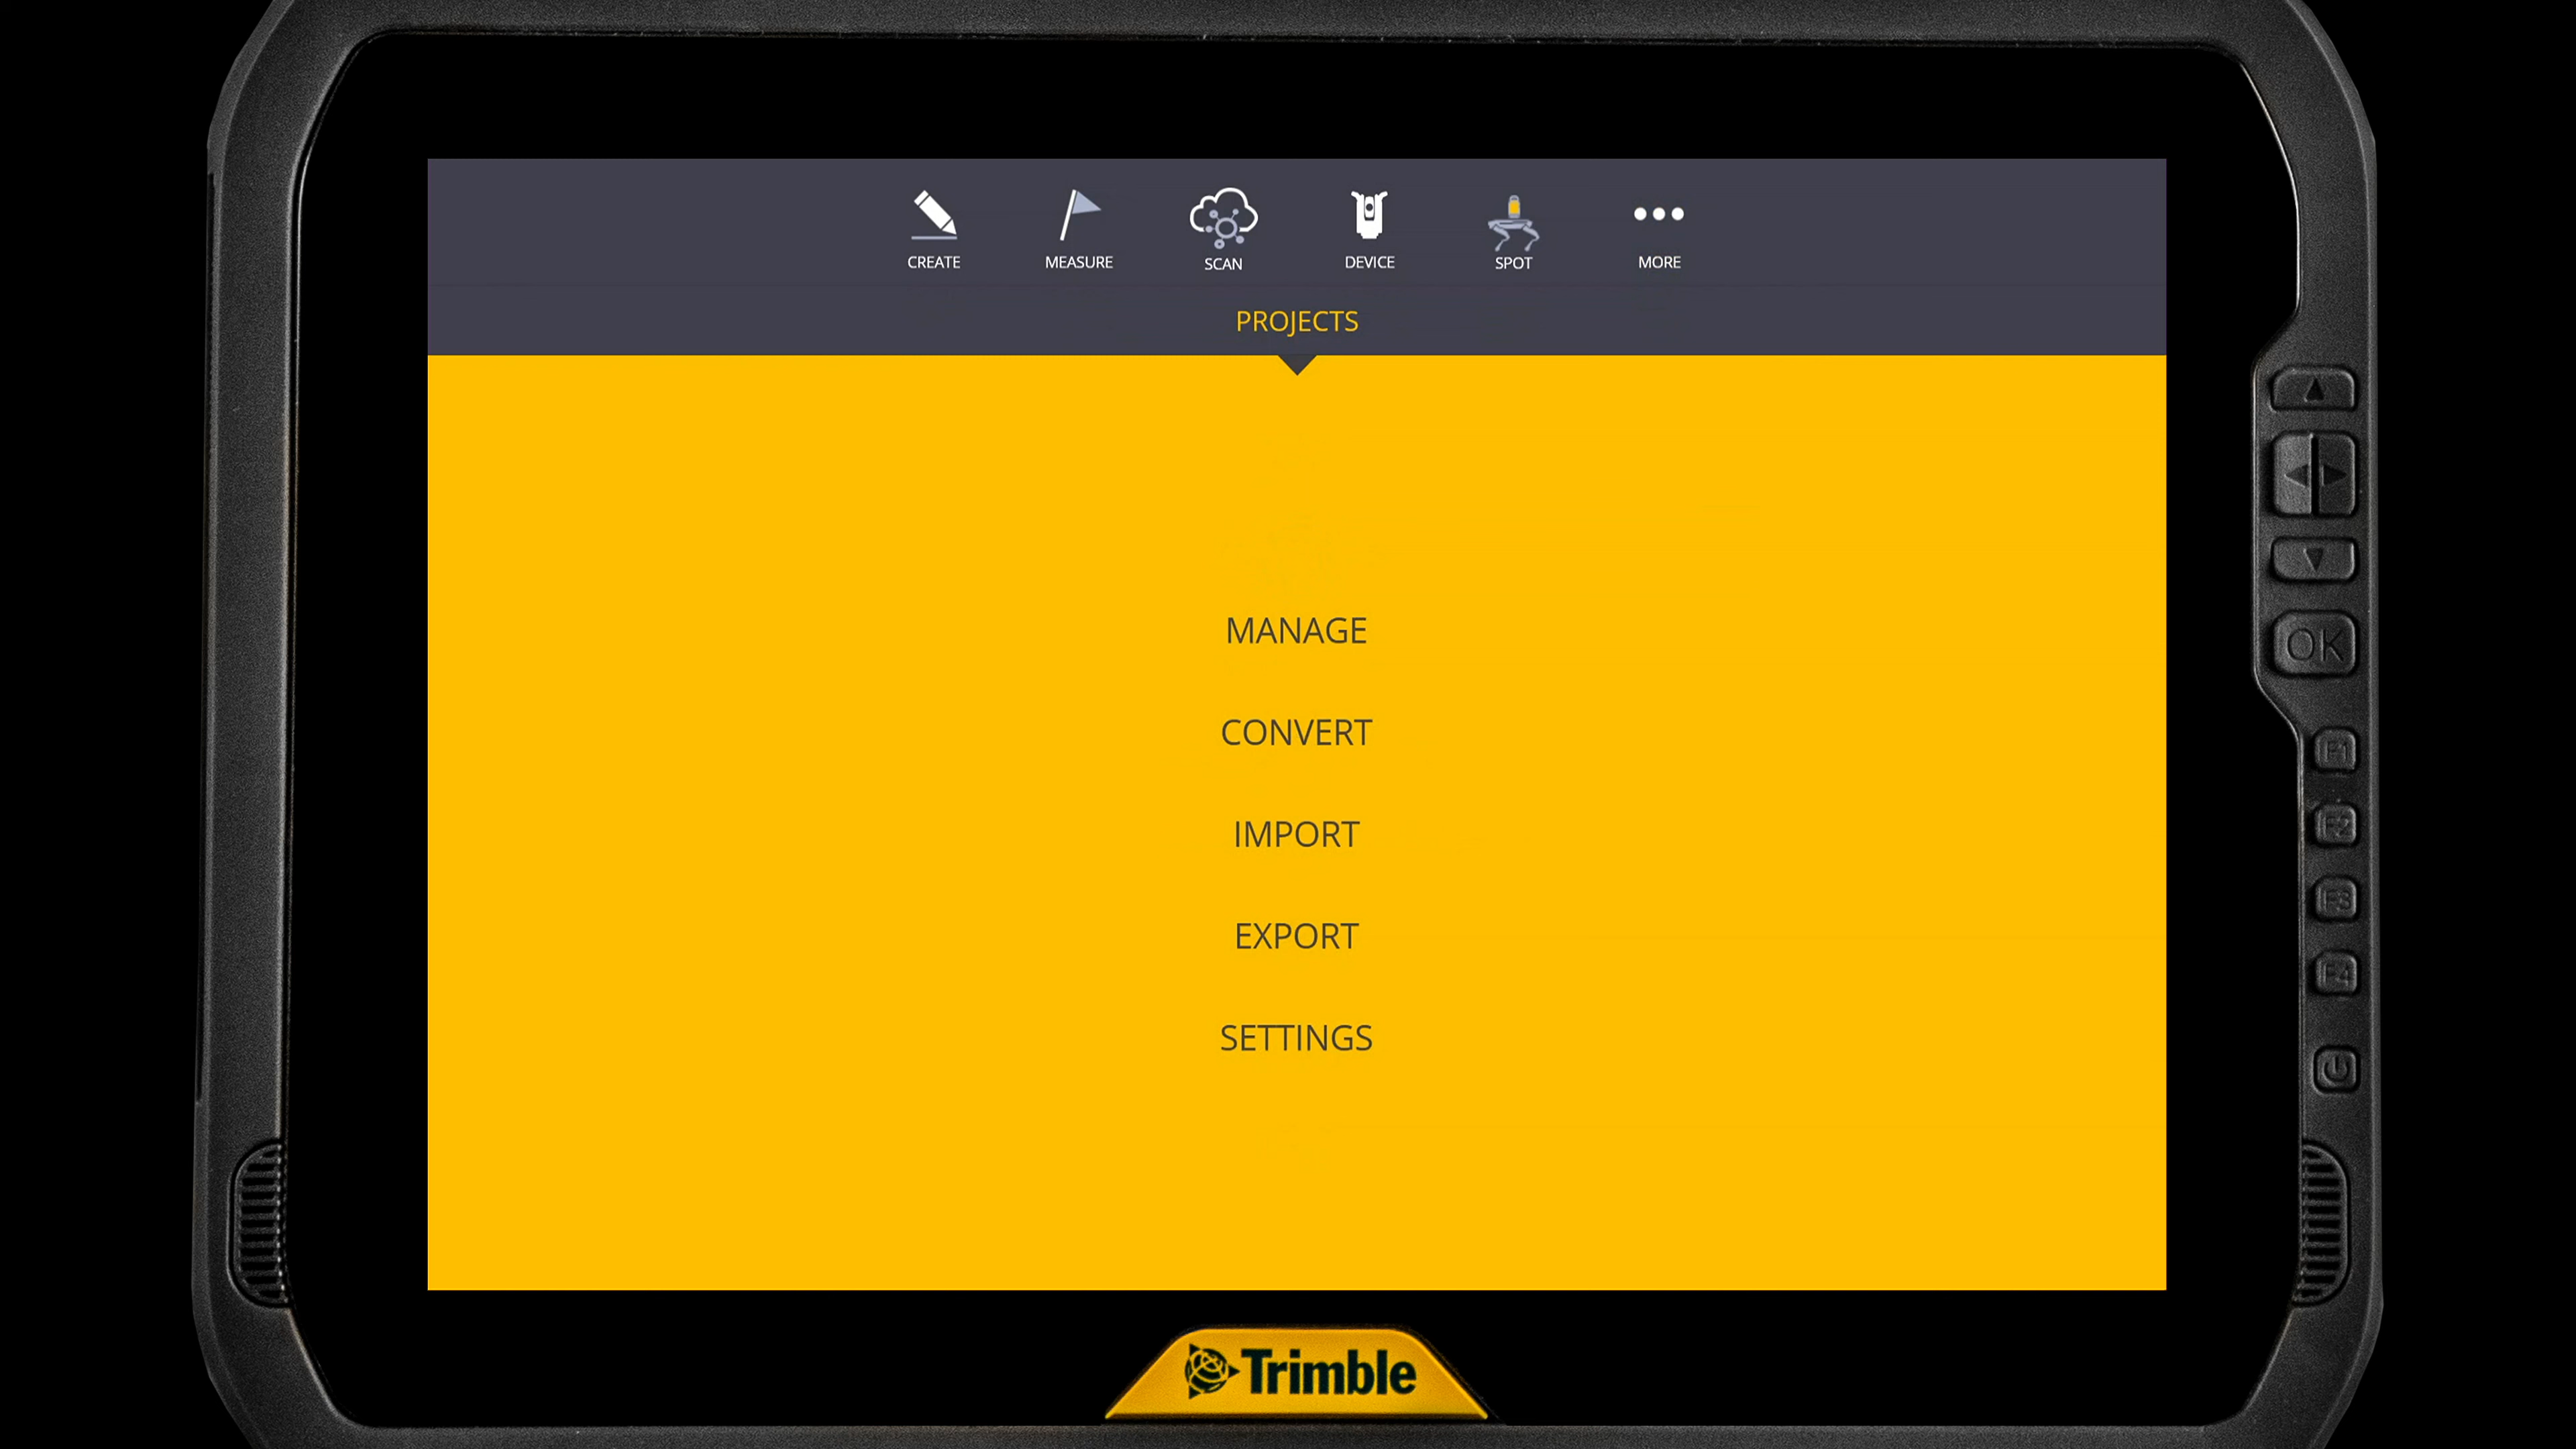 CREATE MEASURE SCAN DEVICE SPOT MORE
PROJECTS
MANAGE
CONVERT
IMPORT
EXPORT
SETTINGS
OK
F1
F2
F3
F4
Trimble